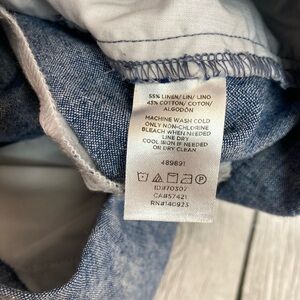 55% LINEN/LIN/LINO
45% COTTON/COTON/
ALGODÓN
MACHINE WASH COLD
ONLY NON-CHLORINE
BLEACH WHEN NEEDED
LINE DRY
COOL IRON IF NEEDED
OR DRY CLEAN
489891
ID#70307
CA#57421
RN#140923